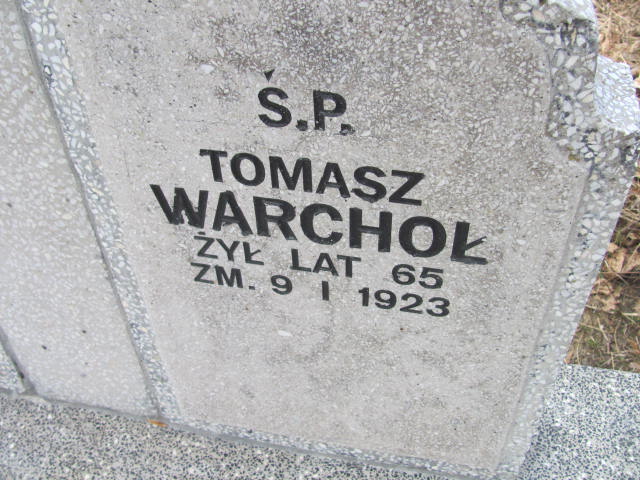 Ś.P.
TOMASZ
WARCHOŁ
ŻYŁ LAT 65
ZM. 9 I 1923